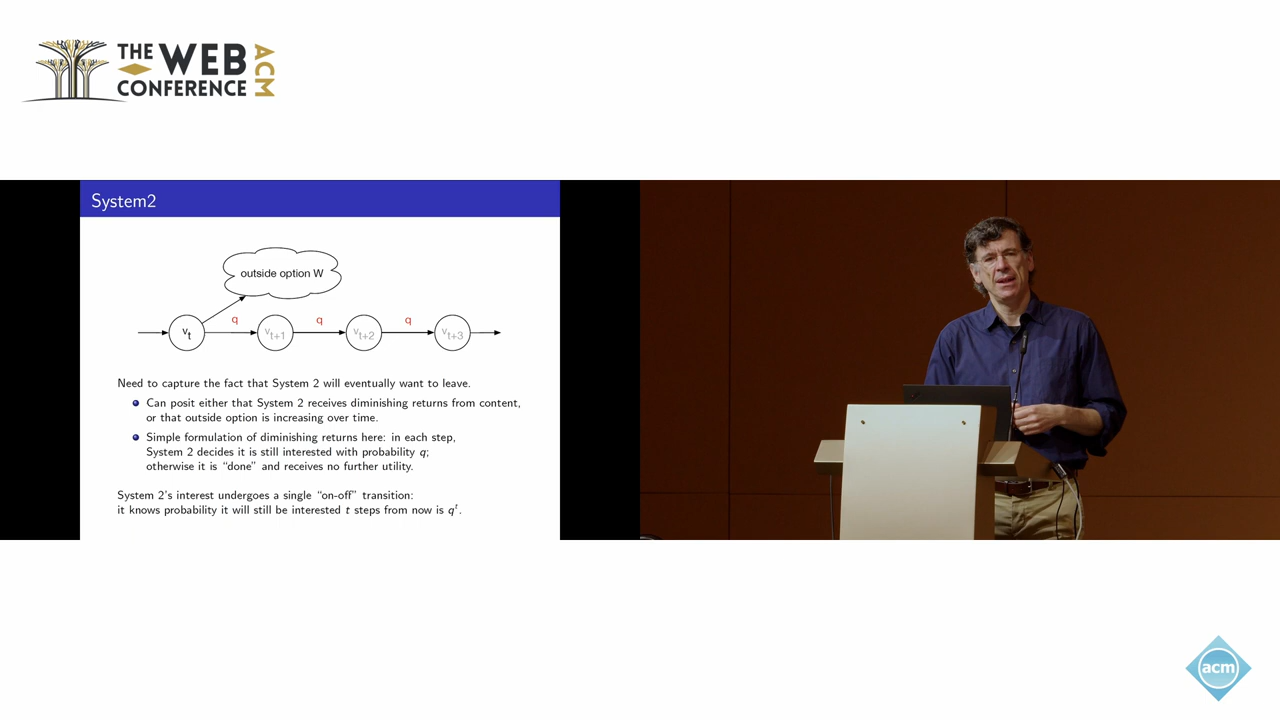 THE WEB CONFERENCE ACM
System2
outside option W
q q q
vt vt+1 vt+2 vt+3
Need to capture the fact that System 2 will eventually want to leave.
Can posit either that System 2 receives diminishing returns from content,
or that outside option is increasing over time.
Simple formulation of diminishing returns here: in each step,
System 2 decides it is still interested with probability q;
otherwise it is “done” and receives no further utility.
System 2's interest undergoes a single “on-off” transition:
it knows probability it will still be interested t steps from now is q^t.
acm